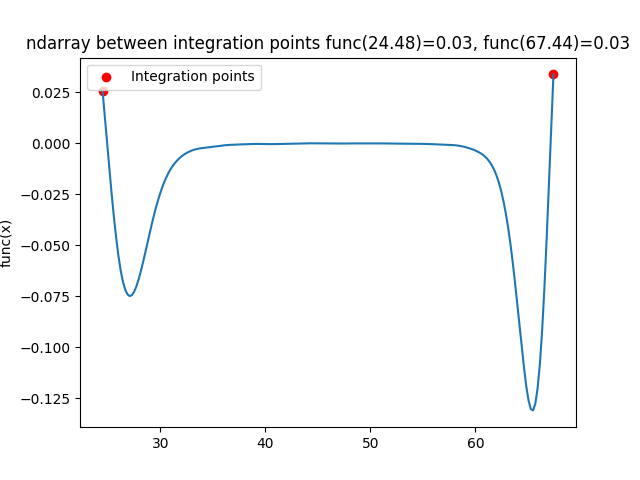 ndarray between integration points func(24.48)=0.03, func(67.44)=0.03
Integration points
func(x)
0.025
0.000
−0.025
−0.050
−0.075
−0.100
−0.125
30 40 50 60